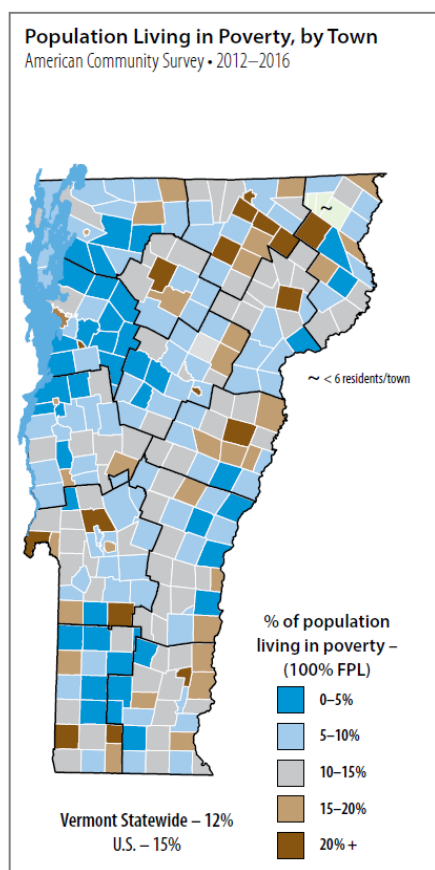 Population Living in Poverty, by Town
American Community Survey • 2012–2016
~
~ < 6 residents/town
% of population
living in poverty –
(100% FPL)
0–5%
5–10%
10–15%
15–20%
20% +
Vermont Statewide – 12%
U.S. – 15%